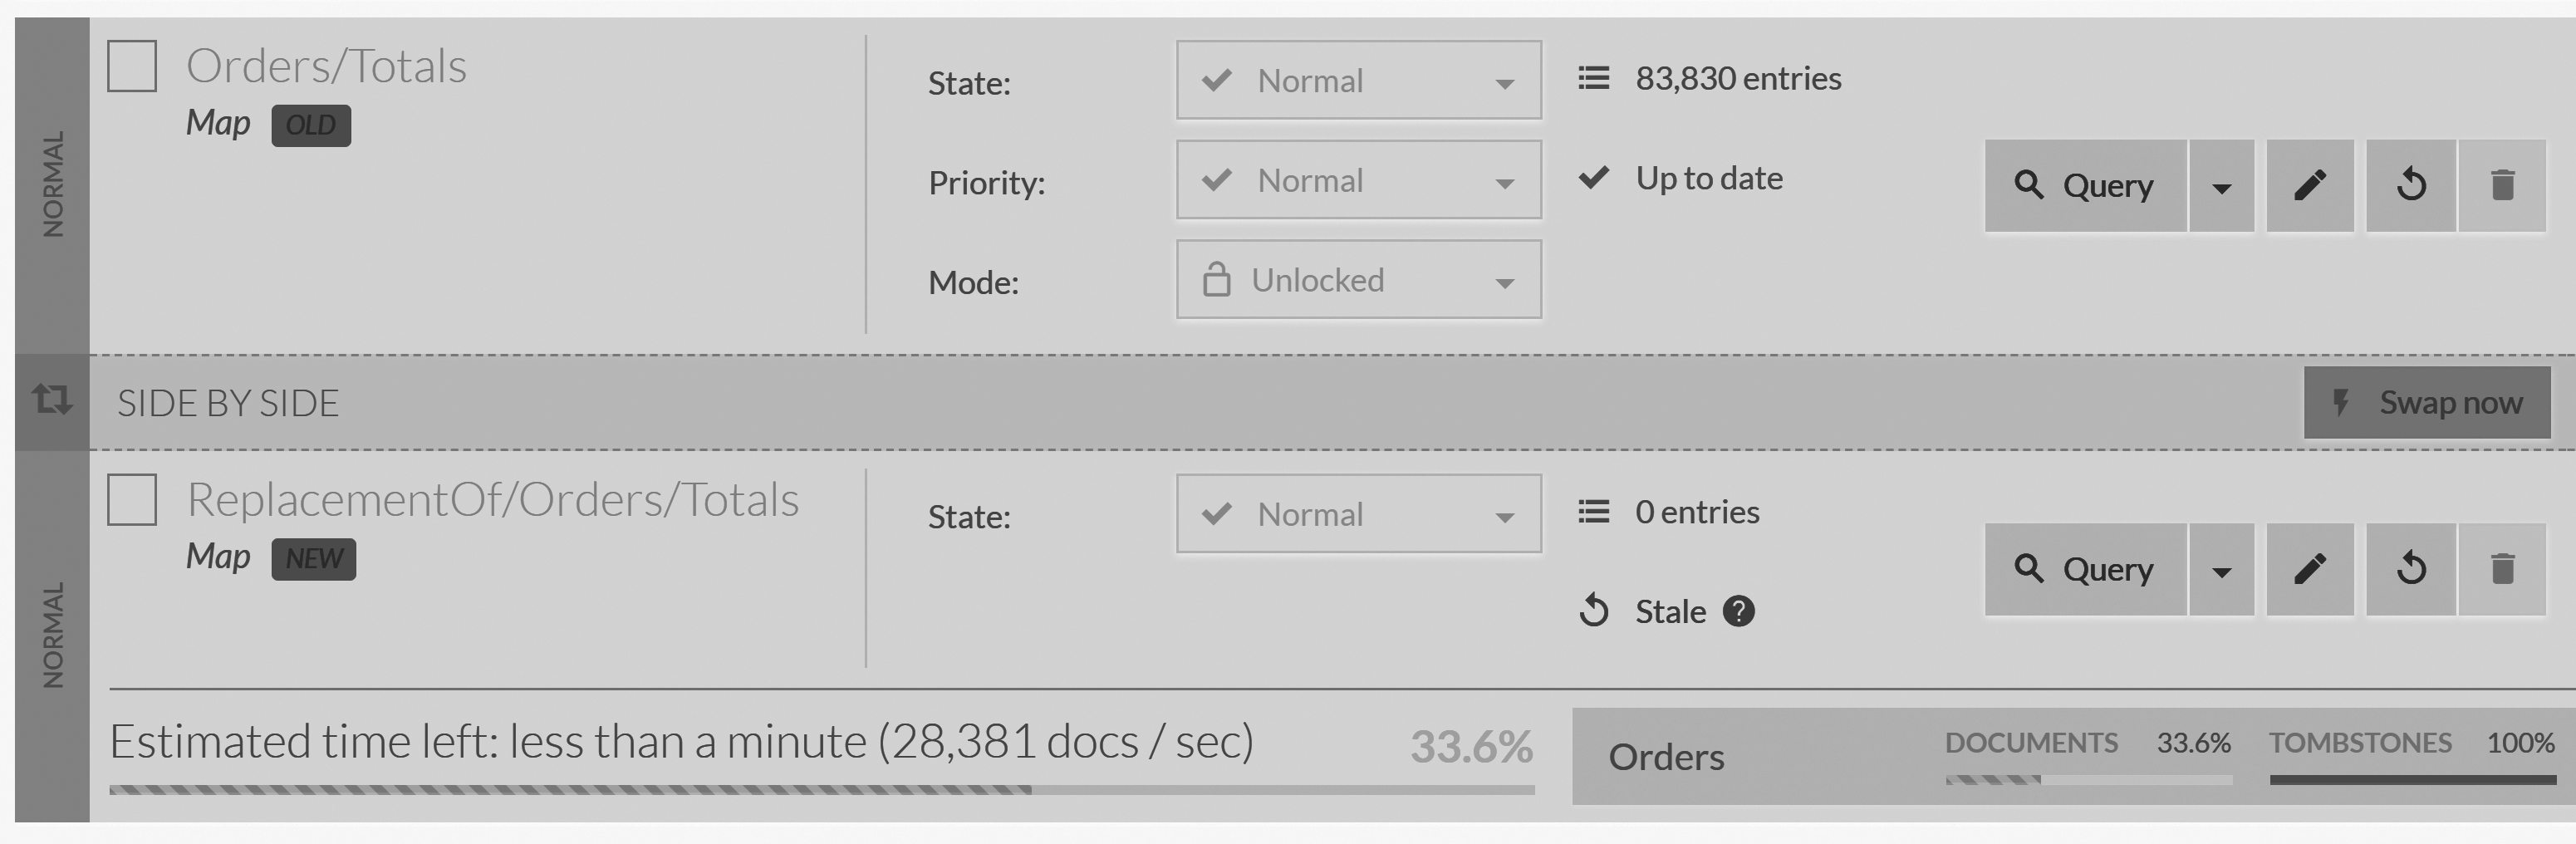 NORMAL
Orders/Totals
Map OLD
State: Normal
Priority: Normal
Mode: Unlocked
83,830 entries
Up to date
Query
SIDE BY SIDE
Swap now
NORMAL
ReplacementOf/Orders/Totals
Map NEW
State: Normal
0 entries
Stale ?
Query
Estimated time left: less than a minute (28,381 docs / sec) 33.6%
Orders DOCUMENTS 33.6% TOMBSTONES 100%